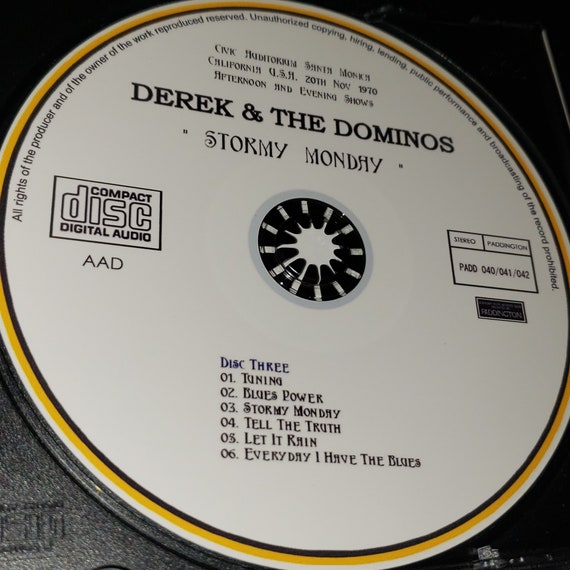 All rights of the producer and of the owner of the work reproduced reserved. Unauthorized copying, hiring, lending, public performance and broadcasting of the record prohibited.
Civic Auditorium Santa Monica
California U.S.A. 20th Nov 1970
Afternoon and Evening Shows
DEREK & THE DOMINOS
" STORMY MONDAY "
COMPACT
disc
DIGITAL AUDIO
AAD
STEREO PADDINGTON
PADD 040/041/042
PADDINGTON
Disc Three
01. Tuning
02. Blues Power
03. Stormy Monday
04. Tell The Truth
05. Let It Rain
06. Everyday I Have The Blues